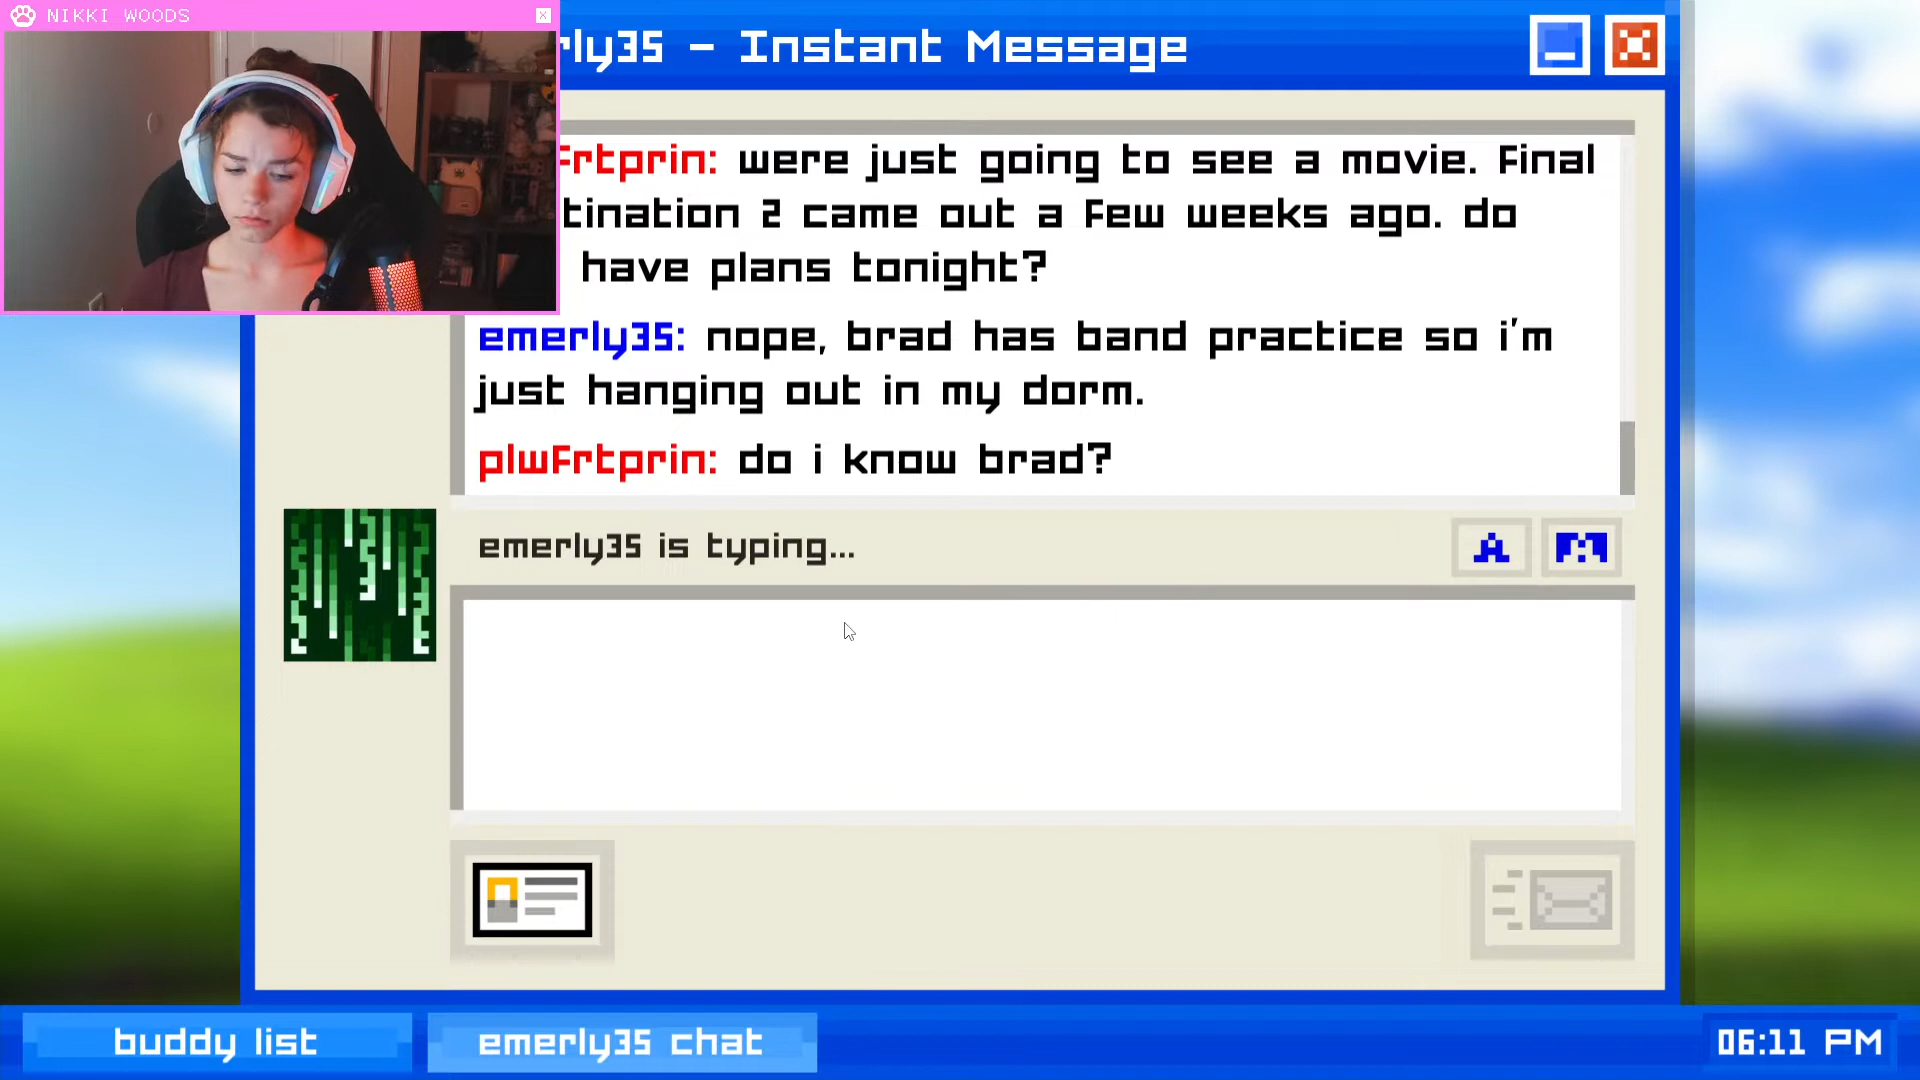 NIKKI WOODS
rly35 - Instant Message
Frtprin: were just going to see a movie. Final
tination 2 came out a few weeks ago. do
have plans tonight?
emerly35: nope, brad has band practice so i'm
just hanging out in my dorm.
plwfrtprin: do i know brad?
emerly35 is typing...
A
buddy list
emerly35 chat
06:11 PM